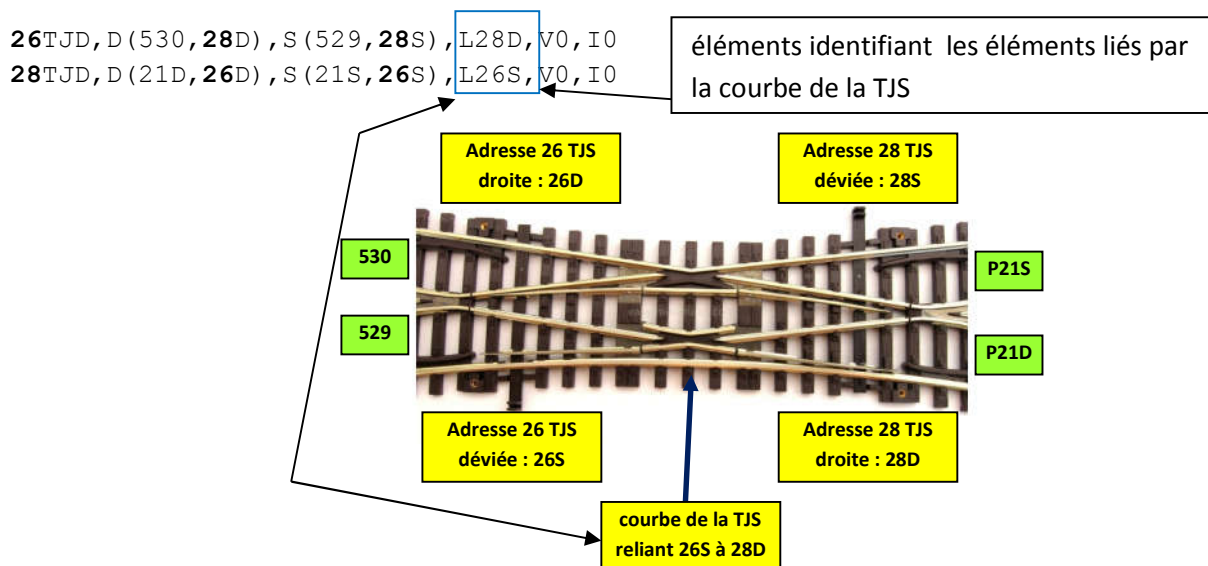 26TJD,D(530,28D),S(529,28S),L28D,V0,I0
28TJD,D(21D,26D),S(21S,26S),L26S,V0,I0
éléments identifiant les éléments liés par
la courbe de la TJS
Adresse 26 TJS
droite : 26D
Adresse 28 TJS
déviée : 28S
530
P21S
529
P21D
Adresse 26 TJS
déviée : 26S
Adresse 28 TJS
droite : 28D
courbe de la TJS
reliant 26S à 28D